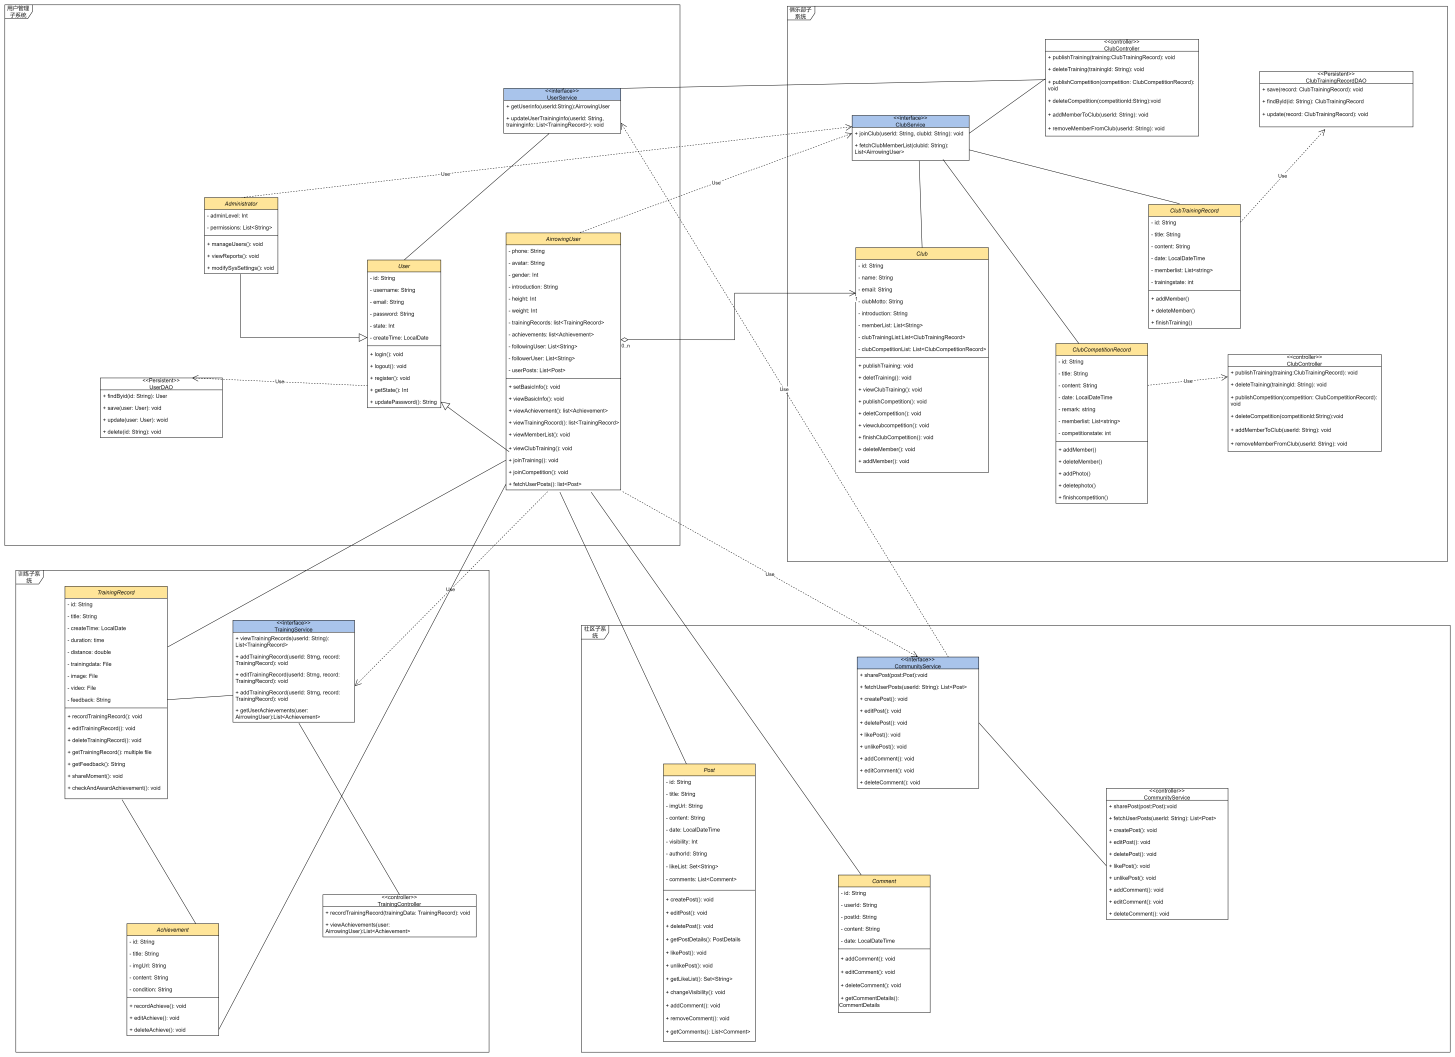 用户管理
子系统
<<Interface>>
UserService
+ getUserInfo(userId:String):AirrowingUser
+ updateUserTrainingInfo(userId: String,
trainingInfo: List<TrainingRecord>): void
Use
Use
Administrator
- adminLevel: Int
- permissions: List<String>
+ manageUsers(): void
+ viewReports(): void
+ modifySysSettings(): void
User
- id: String
- username: String
- email: String
- password: String
- state: Int
- createTime: LocalDate
+ login(): void
+ logout(): void
+ register(): void
+ getState(): Int
+ updatePassword(): String
Use
<<Persistent>>
UserDAO
+ findById(id: String): User
+ save(user: User): void
+ update(user: User): void
+ delete(id: String): void
AirrowingUser
- phone: String
- avatar: String
- gender: Int
- introduction: String
- height: Int
- weight: Int
- trainingRecords: list<TrainingRecord>
- achievements: list<Achievement>
- followingUser: List<String>
- followerUser: List<String>
- userPosts: List<Post>
+ setBasicInfo(): void
+ viewBasicInfo(): void
+ viewAchievement(): list<Achievement>
+ viewTrainingRocord(): list<TrainingRecord>
+ viewMemberList(): void
+ viewClubTraining(): void
+ joinTraining(): void
+ joinCompetition(): void
+ fetchUserPosts(): list<Post>
0..n
1
Use
俱乐部子
系统
<<controller>>
ClubController
+ publishTraining(training:ClubTrainingRecord): void
+ deleteTraining(trainingId: String): void
+ publishCompetition(competition: ClubCompetitionRecord):
void
+ deleteCompetition(competitionId:String):void
+ addMemberToClub(userId: String): void
+ removeMemberFromClub(userId: String): void
<<Persistent>>
ClubTrainingRecordDAO
+ save(record: ClubTrainingRecord): void
+ findById(id: String): ClubTrainingRecord
+ update(record: ClubTrainingRecord): void
<<Interface>>
ClubService
+ joinClub(userId: String, clubId: String): void
+ fetchClubMemberList(clubId: String):
List<AirrowingUser>
Use
ClubTrainingRecord
- id: String
- title: String
- content: String
- date: LocalDateTime
- memberlist: List<string>
- trainingstate: int
+ addMember()
+ deleteMember()
+ finishTraining()
Club
- id: String
- name: String
- email: String
- clubMotto: String
- introduction: String
- memberList: List<String>
- clubTrainingList:List<ClubTrainingRecord>
- clubCompetitionList: List<ClubCompetitionRecord>
+ publishTraining: void
+ deletTraining(): void
+ viewClubTraining(): void
+ publishCompetition(): void
+ deletCompetition(): void
+ viewclubcompetition(): void
+ finishClubCompetition(): void
+ deleteMember(): void
+ addMember(): void
ClubCompetitionRecord
- id: String
- title: String
- content: String
- date: LocalDateTime
- remark: string
- memberlist: List<string>
- competitionstate: int
+ addMember()
+ deleteMember()
+ addPhoto()
+ deletephoto()
+ finishcompetition()
Use
<<controller>>
ClubController
+ publishTraining(training:ClubTrainingRecord): void
+ deleteTraining(trainingId: String): void
+ publishCompetition(competition: ClubCompetitionRecord):
void
+ deleteCompetition(competitionId:String):void
+ addMemberToClub(userId: String): void
+ removeMemberFromClub(userId: String): void
训练子系
统
TrainingRecord
- id: String
- title: String
- createTime: LocalDate
- duration: time
- distance: double
- trainingdata: File
- image: File
- video: File
- feedback: String
+ recordTrainingRecord(): void
+ editTrainingRecord(): void
+ deleteTrainingRecord(): void
+ getTrainingRecord(): multiple file
+ getFeedback(): String
+ shareMoment(): void
+ checkAndAwardAchievement(): void
Use
<<Interface>>
TrainingService
+ viewTrainingRecords(userId: String):
List<TrainingRecord>
+ addTrainingRecord(userId: Strng, record:
TrainingRecord): void
+ editTrainingRecord(userId: Strng, record:
TrainingRecord): void
+ addTrainingRecord(userId: Strng, record:
TrainingRecord): void
+ getUserAchievements(user:
AirrowingUser):List<Achievement>
<<controller>>
TrainingController
+ recordTrainingRecord(trainingData: TrainingRecord): void
+ viewAchievements(user:
AirrowingUser):List<Achievement>
Achievement
- id: String
- title: String
- imgUrl: String
- content: String
- condition: String
+ recordAchieve(): void
+ editAchieve(): void
+ deleteAchieve(): void
Use
社区子系
统
<<Interface>>
CommunityService
+ sharePost(post:Post):void
+ fetchUserPosts(userId: String): List<Post>
+ createPost(): void
+ editPost(): void
+ deletePost(): void
+ likePost(): void
+ unlikePost(): void
+ addComment(): void
+ editComment(): void
+ deleteComment(): void
<<controller>>
CommunityService
+ sharePost(post:Post):void
+ fetchUserPosts(userId: String): List<Post>
+ createPost(): void
+ editPost(): void
+ deletePost(): void
+ likePost(): void
+ unlikePost(): void
+ addComment(): void
+ editComment(): void
+ deleteComment(): void
Post
- id: String
- title: String
- imgUrl: String
- content: String
- date: LocalDateTime
- visibility: Int
- authorId: String
- likeList: Set<String>
- comments: List<Comment>
+ createPost(): void
+ editPost(): void
+ deletePost(): void
+ getPostDetails(): PostDetails
+ likePost(): void
+ unlikePost(): void
+ getLikeList(): Set<String>
+ changeVisibility(): void
+ addComment(): void
+ removeComment(): void
+ getComments(): List<Comment>
Comment
- id: String
- userId: String
- postId: String
- content: String
- date: LocalDateTime
+ addComment(): void
+ editComment(): void
+ deleteComment(): void
+ getCommentDetails():
CommentDetails